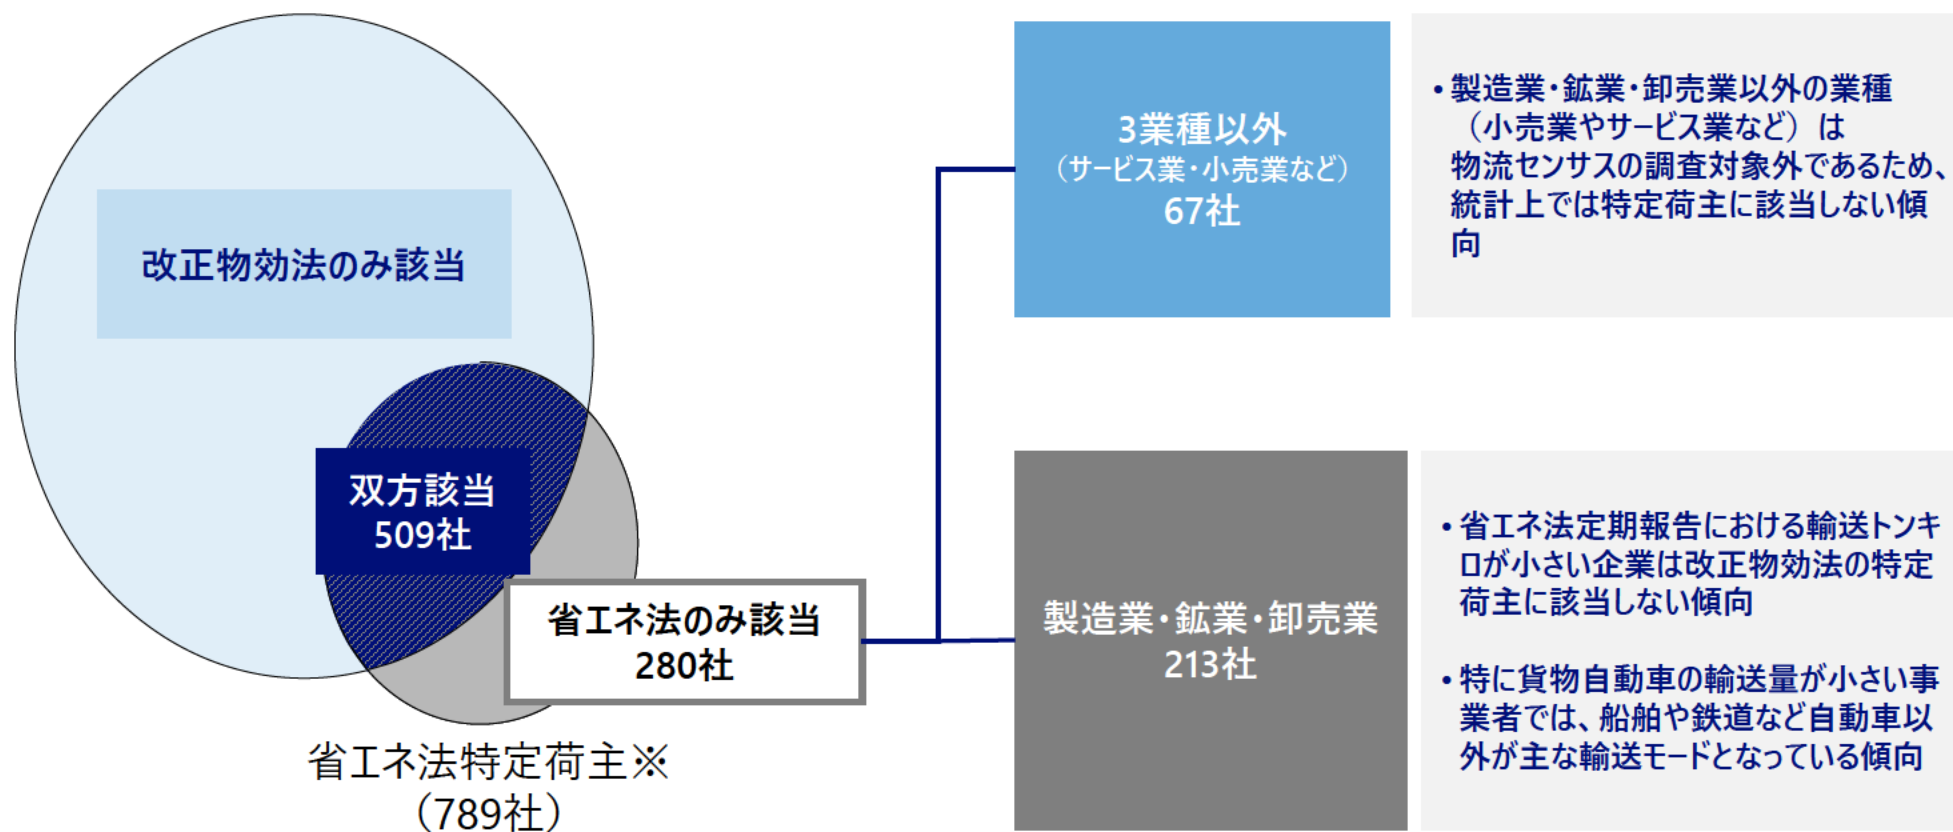 改正物効法のみ該当
双方該当
509社
省エネ法のみ該当
280社
省エネ法特定荷主※
（789社）
3業種以外
（サービス業・小売業など）
67社
・製造業・鉱業・卸売業以外の業種
（小売業やサービス業など）は
物流センサスの調査対象外であるため、
統計上では特定荷主に該当しない傾
向
製造業・鉱業・卸売業
213社
・省エネ法定期報告における輸送トンキ
ロが小さい企業は改正物効法の特定
荷主に該当しない傾向
・特に貨物自動車の輸送量が小さい事
業者では、船舶や鉄道など自動車以
外が主な輸送モードとなっている傾向